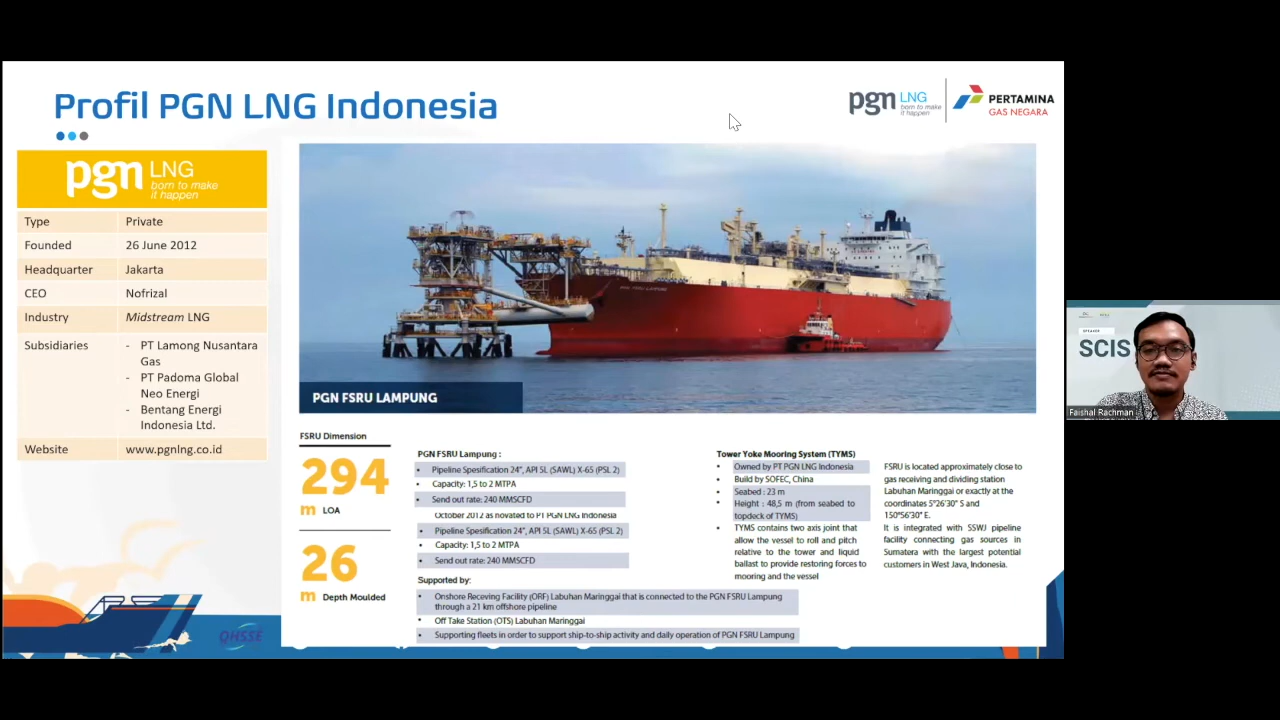 Profil PGN LNG Indonesia
pgn LNG
born to make
it happen
PERTAMINA
GAS NEGARA
pgn LNG
born to make
it happen
Type Private
Founded 26 June 2012
Headquarter Jakarta
CEO Nofrizal
Industry Midstream LNG
Subsidiaries - PT Lamong Nusantara
Gas
- PT Padoma Global
Neo Energi
- Bentang Energi
Indonesia Ltd.
Website www.pgnlng.co.id
QHSSE
PGN FSRU LAMPUNG
PGN FSRU LAMPUNG
FSRU Dimension
294
m LOA
26
m Depth Moulded
PGN FSRU Lampung :
• Pipeline Spesification 24", API 5L (SAWL) X-65 (PSL 2)
• Capacity: 1,5 to 2 MTPA
• Send out rate: 240 MMSCFD
October 2012 as novated to PT PGN LNG Indonesia
• Pipeline Spesification 24", API 5L (SAWL) X-65 (PSL 2)
• Capacity: 1,5 to 2 MTPA
• Send out rate: 240 MMSCFD
Supported by:
• Onshore Receving Facility (ORF) Labuhan Maringgai that is connected to the PGN FSRU Lampung
through a 21 km offshore pipeline
• Off Take Station (OTS) Labuhan Maringgai
• Supporting fleets in order to support ship-to-ship activity and daily operation of PGN FSRU Lampung
Tower Yoke Mooring System (TYMS)
• Owned by PT PGN LNG Indonesia
• Build by SOFEC, China
• Seabed : 23 m
• Height : 48,5 m (from seabed to
topdeck of TYMS)
• TYMS contains two axis joint that
allow the vessel to roll and pitch
relative to the tower and liquid
ballast to provide restoring forces to
mooring and the vessel
FSRU is located approximately close to
gas receiving and dividing station
Labuhan Maringgai or exactly at the
coordinates 5°26'30" S and
150°56'30" E.
It is integrated with SSWJ pipeline
facility connecting gas sources in
Sumatera with the largest potential
customers in West Java, Indonesia.
SPEAKER
SCIS
Faishal Rachman